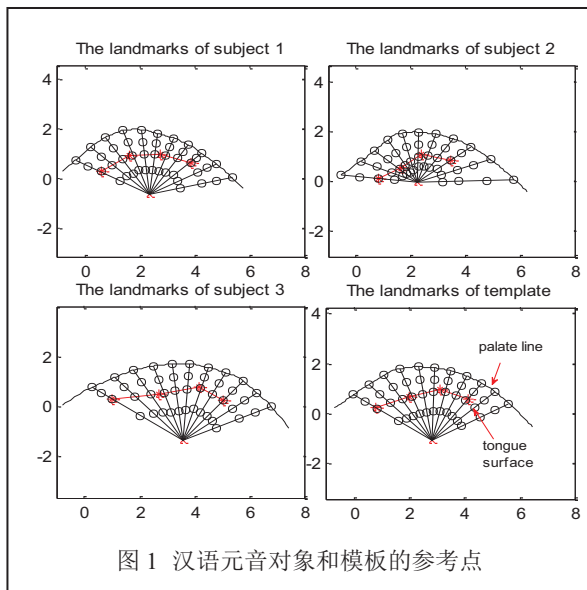 The landmarks of subject 1
The landmarks of subject 2
4
2
0
-2
0 2 4 6 8
4
2
0
-2
0 2 4 6 8
The landmarks of subject 3
The landmarks of template
2
0
-2
0 2 4 6 8
4
2
0
-2
0 2 4 6 8
palate line
tongue
surface
图 1 汉语元音对象和模板的参考点